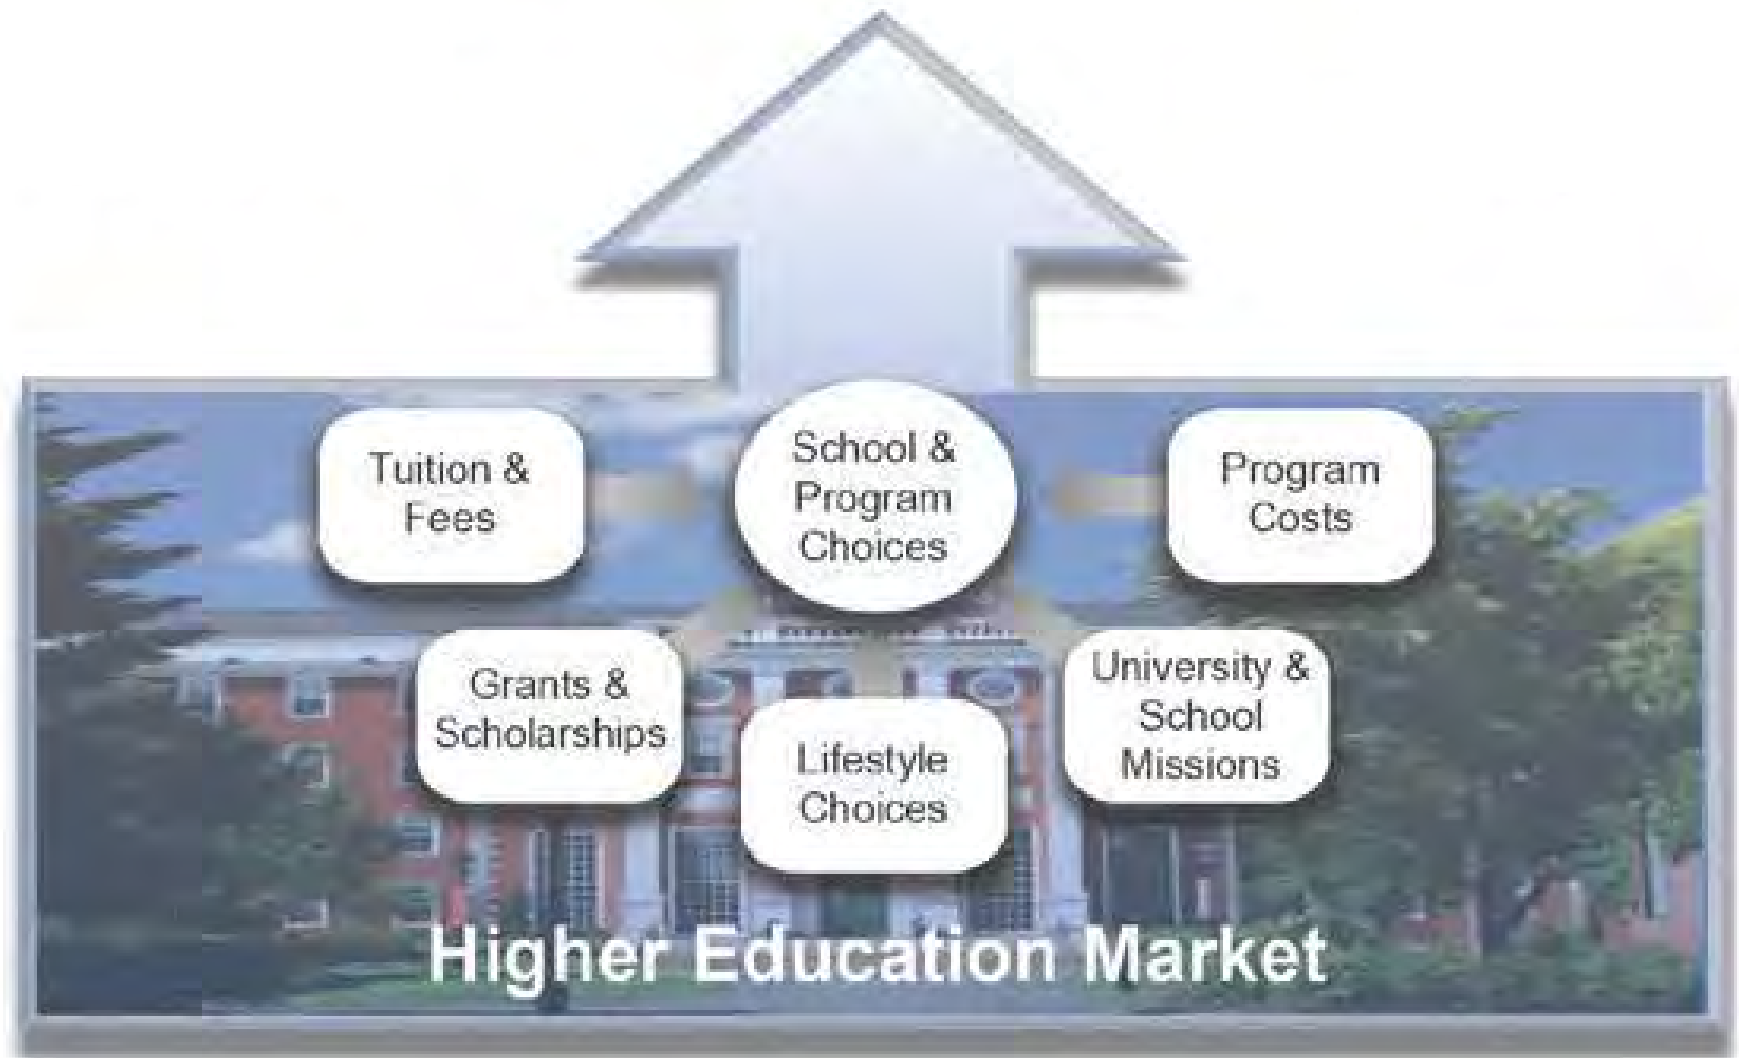 Tuition &
Fees
School &
Program
Choices
Program
Costs
Grants &
Scholarships
Lifestyle
Choices
University &
School
Missions
Higher Education Market